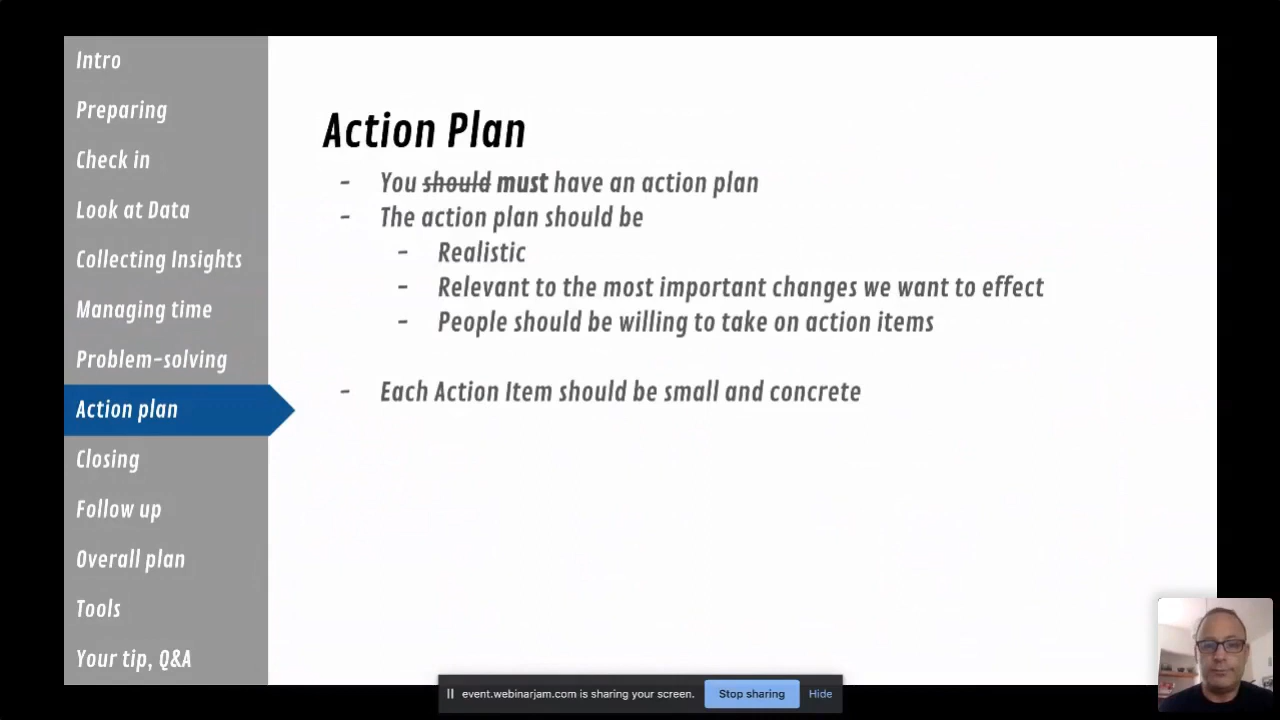 Intro
Preparing
Check in
Look at Data
Collecting Insights
Managing time
Problem-solving
Action plan
Closing
Follow up
Overall plan
Tools
Your tip, Q&A
Action Plan
- You should must have an action plan
- The action plan should be
- Realistic
- Relevant to the most important changes we want to effect
- People should be willing to take on action items
- Each Action Item should be small and concrete
event.webinarjam.com is sharing your screen. Stop sharing Hide